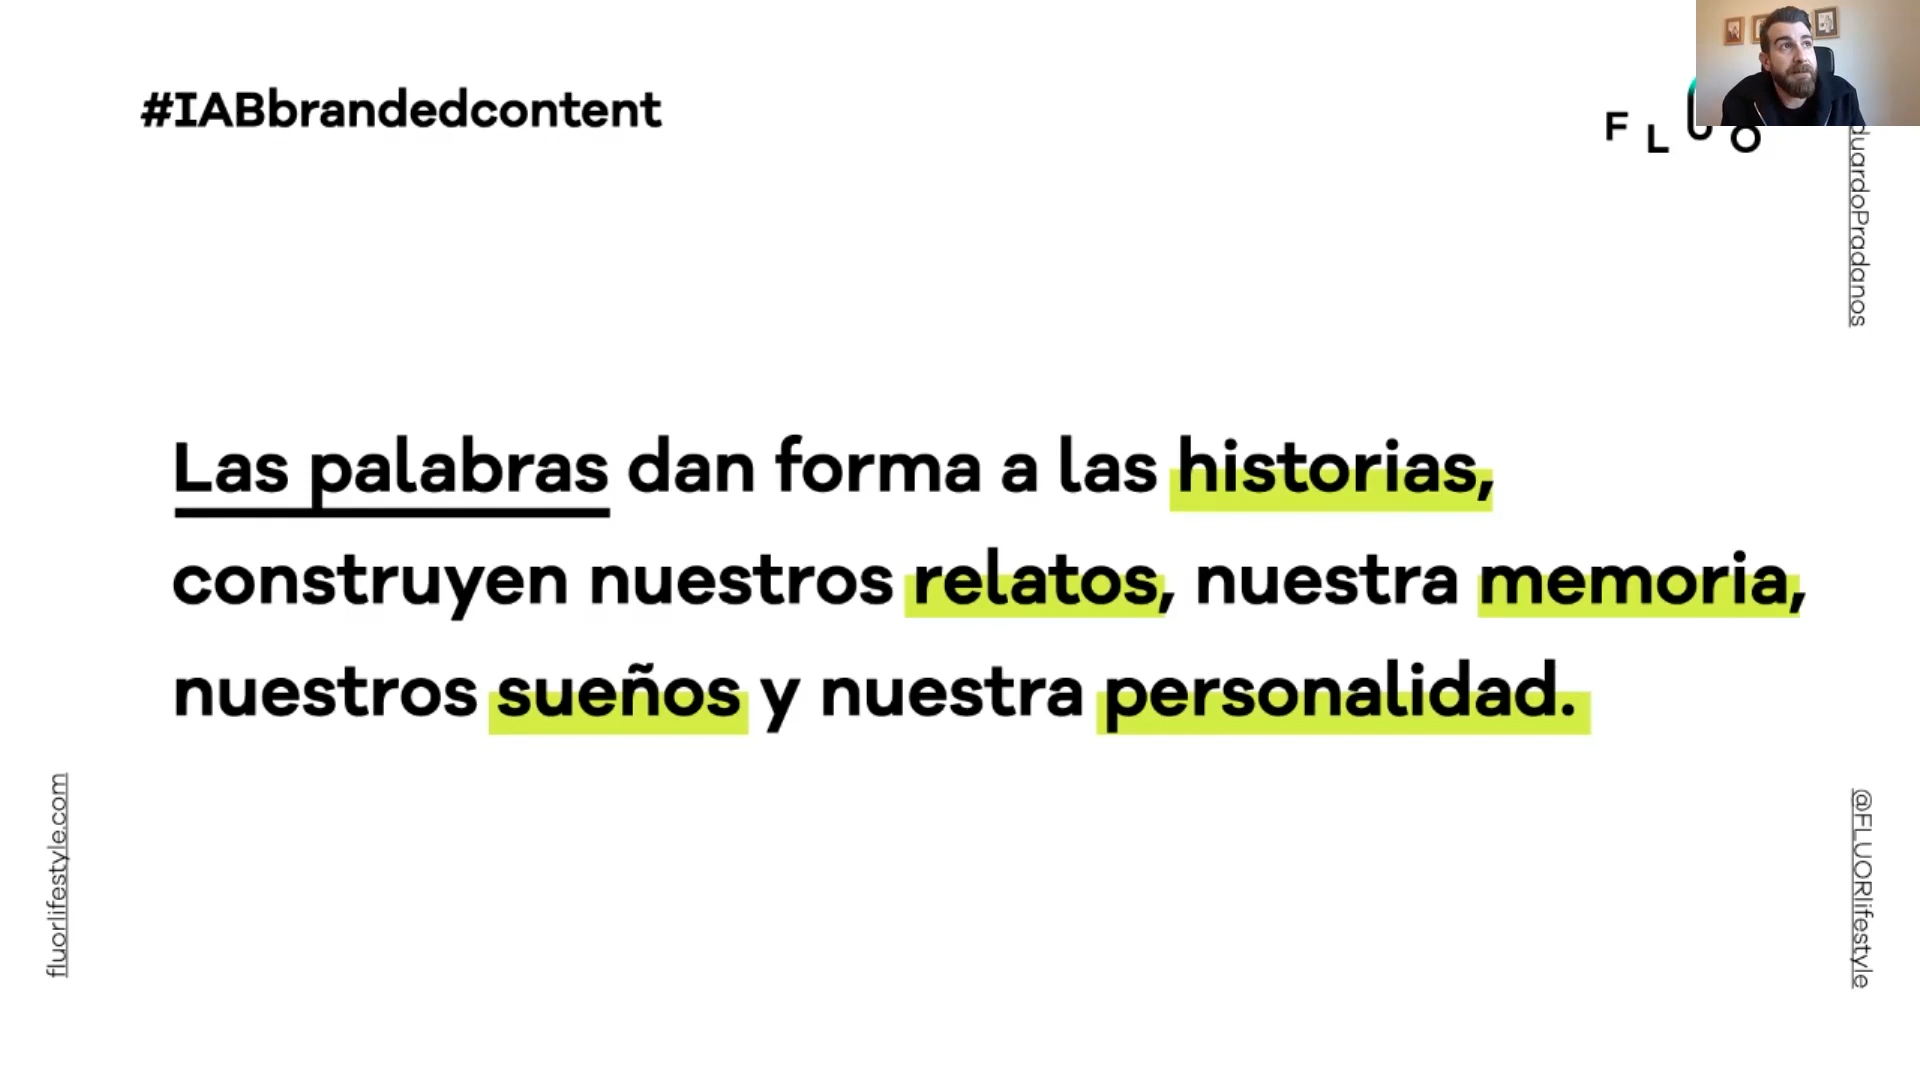 #IABbrandedcontent
F L U O
duardoPradanos
Las palabras dan forma a las historias,
construyen nuestros relatos, nuestra memoria,
nuestros sueños y nuestra personalidad.
fluorlifestyle.com
@FLUORlifestyle